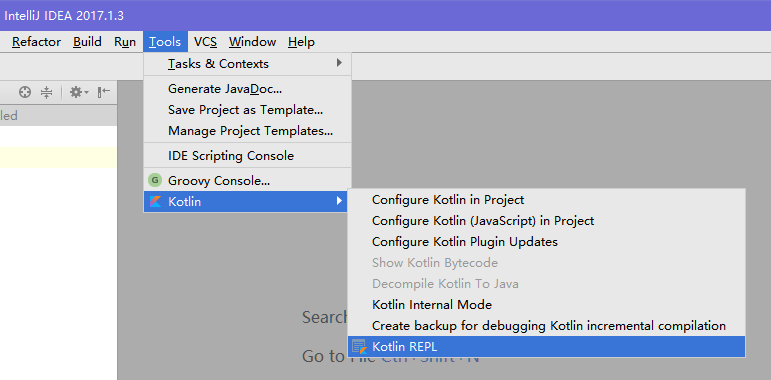 IntelliJ IDEA 2017.1.3
Refactor Build Run Tools VCS Window Help
Tasks & Contexts
led
Generate JavaDoc...
Save Project as Template...
Manage Project Templates...
IDE Scripting Console
G Groovy Console...
Kotlin
Configure Kotlin in Project
Configure Kotlin (JavaScript) in Project
Configure Kotlin Plugin Updates
Show Kotlin Bytecode
Decompile Kotlin To Java
Kotlin Internal Mode
Create backup for debugging Kotlin incremental compilation
Kotlin REPL
Searc
Go to File Ctrl+Shift+N